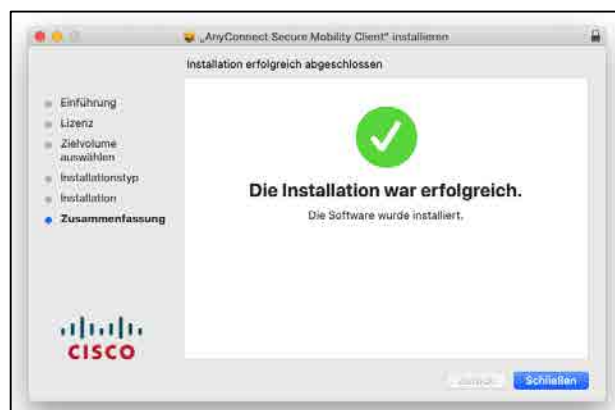 „AnyConnect Secure Mobility Client“ installieren
Installation erfolgreich abgeschlossen
Einführung
Lizenz
Zielvolume
auswählen
Installationstyp
Installation
Zusammenfassung
Die Installation war erfolgreich.
Die Software wurde installiert.
CISCO
Zurück
Schließen